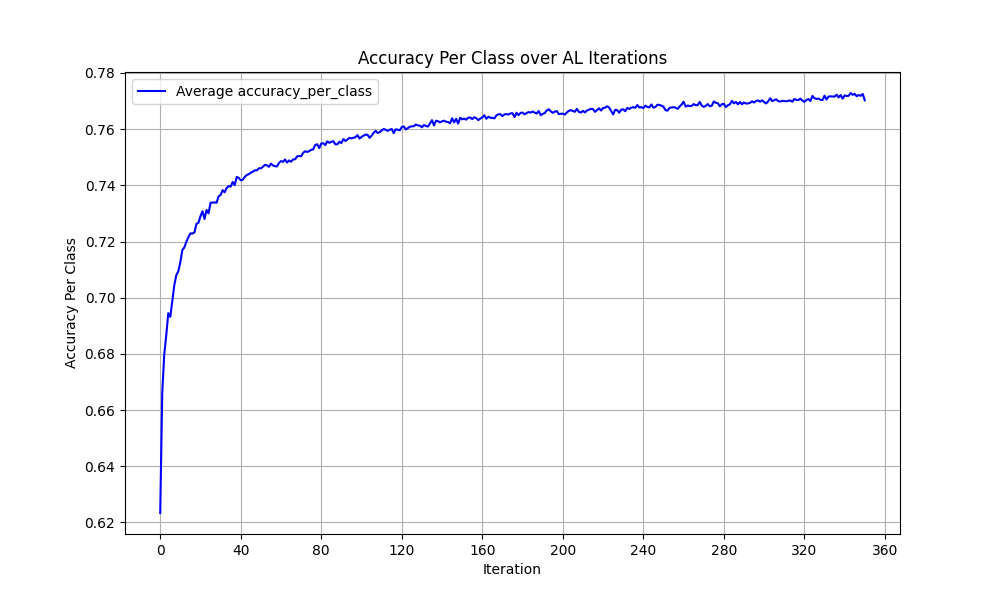 Accuracy Per Class over AL Iterations
Average accuracy_per_class
Accuracy Per Class
0.78
0.76
0.74
0.72
0.70
0.68
0.66
0.64
0.62
0 40 80 120 160 200 240 280 320 360
Iteration